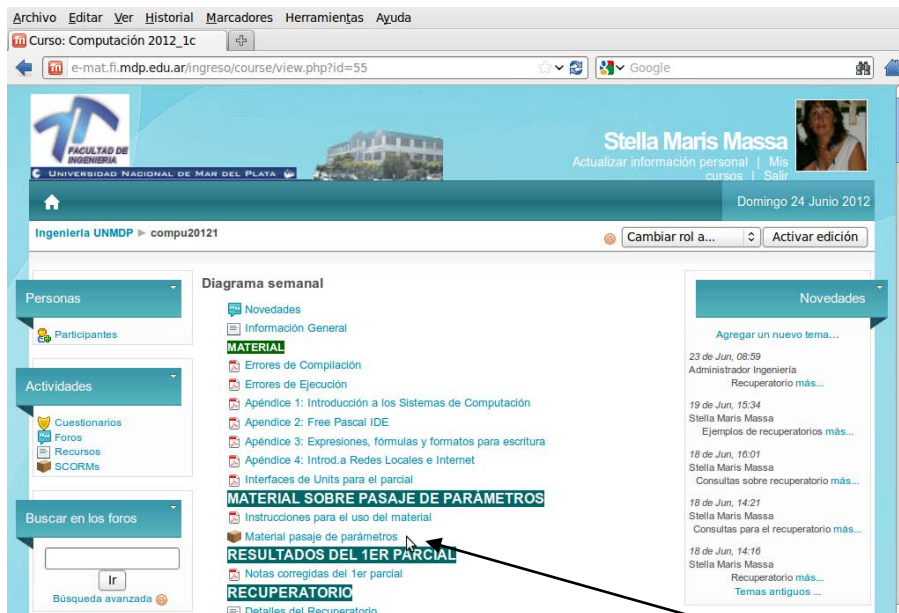 Archivo Editar Ver Historial Marcadores Herramientas Ayuda
Curso: Computación 2012_1c
e-mat.fi.mdp.edu.ar/ingreso/course/view.php?id=55
Google
FACULTAD DE
INGENIERIA
UNIVERSIDAD NACIONAL DE MAR DEL PLATA
Stella Maris Massa
Actualizar información personal | Mis
cursos | Salir
Domingo 24 Junio 2012
Ingeniería UNMDP ► compu20121
Cambiar rol a...
Activar edición
Personas
Participantes
Actividades
Cuestionarios
Foros
Recursos
SCORMs
Buscar en los foros
Ir
Búsqueda avanzada
Diagrama semanal
Novedades
Información General
MATERIAL
Errores de Compilación
Errores de Ejecución
Apéndice 1: Introducción a los Sistemas de Computación
Apendice 2: Free Pascal IDE
Apéndice 3: Expresiones, fórmulas y formatos para escritura
Apéndice 4: Introd.a Redes Locales e Internet
Interfaces de Units para el parcial
MATERIAL SOBRE PASAJE DE PARÁMETROS
Instrucciones para el uso del material
Material pasaje de parámetros
RESULTADOS DEL 1ER PARCIAL
Notas corregidas del 1er parcial
RECUPERATORIO
Detalles del Recuperatorio
Novedades
Agregar un nuevo tema...
23 de Jun, 08:59
Administrador Ingeniería
Recuperatorio más...
19 de Jun, 15:34
Stella Maris Massa
Ejemplos de recuperatorios más...
18 de Jun, 16:01
Stella Maris Massa
Consultas sobre recuperatorio más...
18 de Jun, 14:21
Stella Maris Massa
Consultas para el recuperatorio más...
18 de Jun, 14:16
Stella Maris Massa
Recuperatorio más...
Temas antiguos ...